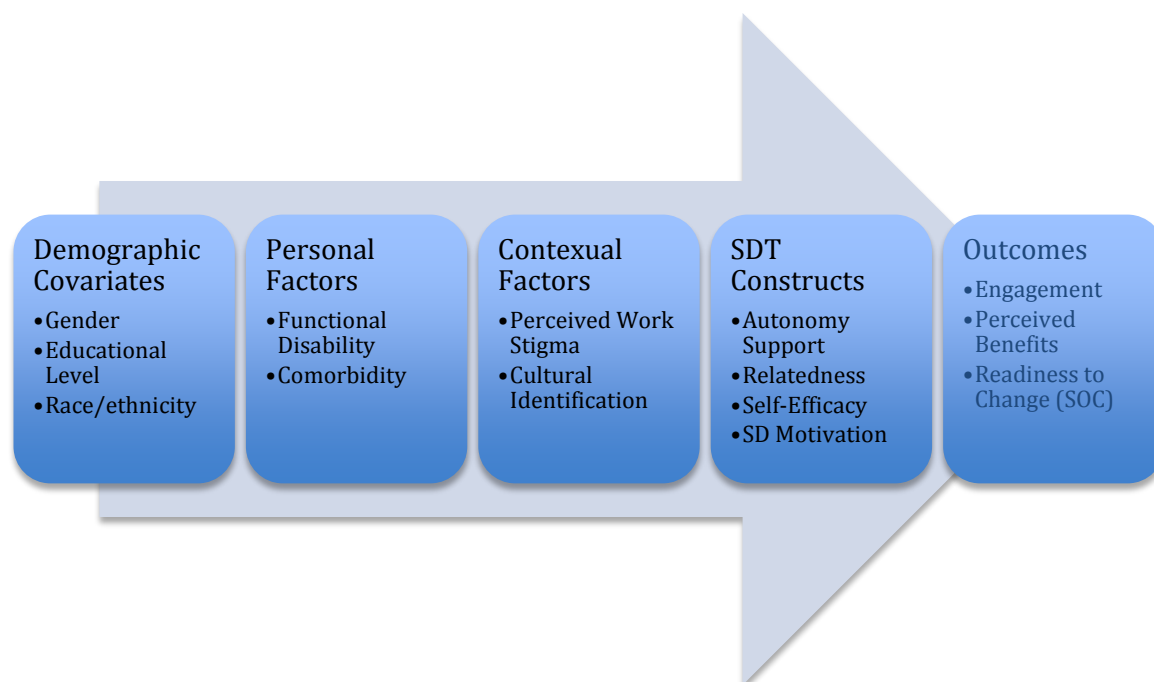 Demographic
Covariates
•Gender
•Educational
Level
•Race/ethnicity
Personal
Factors
•Functional
Disability
•Comorbidity
Contexual
Factors
•Perceived Work
Stigma
•Cultural
Identification
SDT
Constructs
•Autonomy
Support
•Relatedness
•Self-Efficacy
•SD Motivation
Outcomes
•Engagement
•Perceived
Benefits
•Readiness to
Change (SOC)